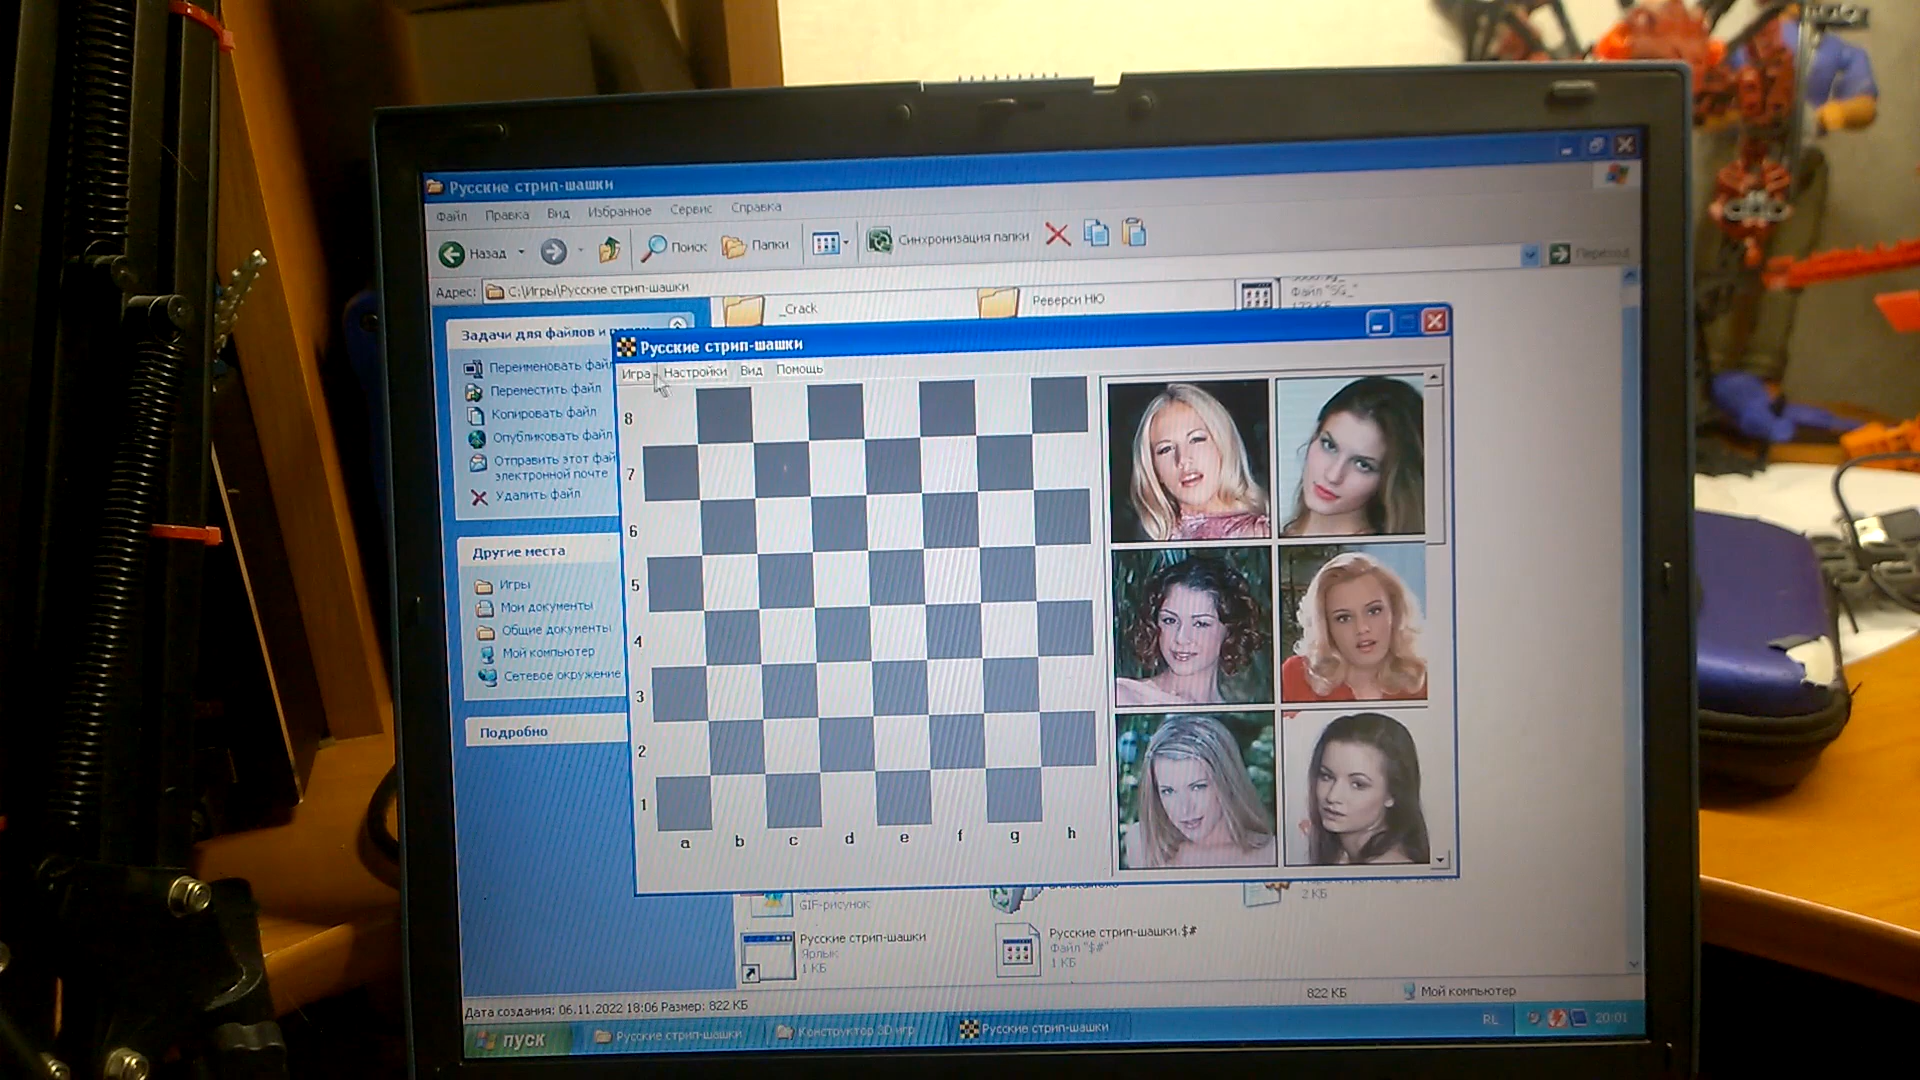 Русские стрип-шашки
Файл Правка Вид Избранное Сервис Справка
Назад Поиск Папки Синхронизация папки
Адрес: C:\Игры\Русские стрип-шашки Переход
_Crack
Реверси НЮ
Файл "SG_"
Задачи для файлов и
Переименовать файл
Переместить файл
Копировать файл
Опубликовать файл
Отправить этот фай
электронной почте
Удалить файл
Другие места
Игры
Мои документы
Общие документы
Мой компьютер
Сетевое окружение
Подробно
Русские стрип-шашки
Игра Настройки Вид Помощь
8
7
6
5
4
3
2
1
a b c d e f g h
GIF-рисунок
2 КБ
Русские стрип-шашки
Ярлык
1 КБ
Русские стрип-шашки.$#
Файл "$#"
1 КБ
Дата создания: 06.11.2022 18:06 Размер: 822 КБ
822 КБ
Мой компьютер
пуск
Русские стрип-шашки
Конструктор 3D игр
Русские стрип-шашки
RL
20:01